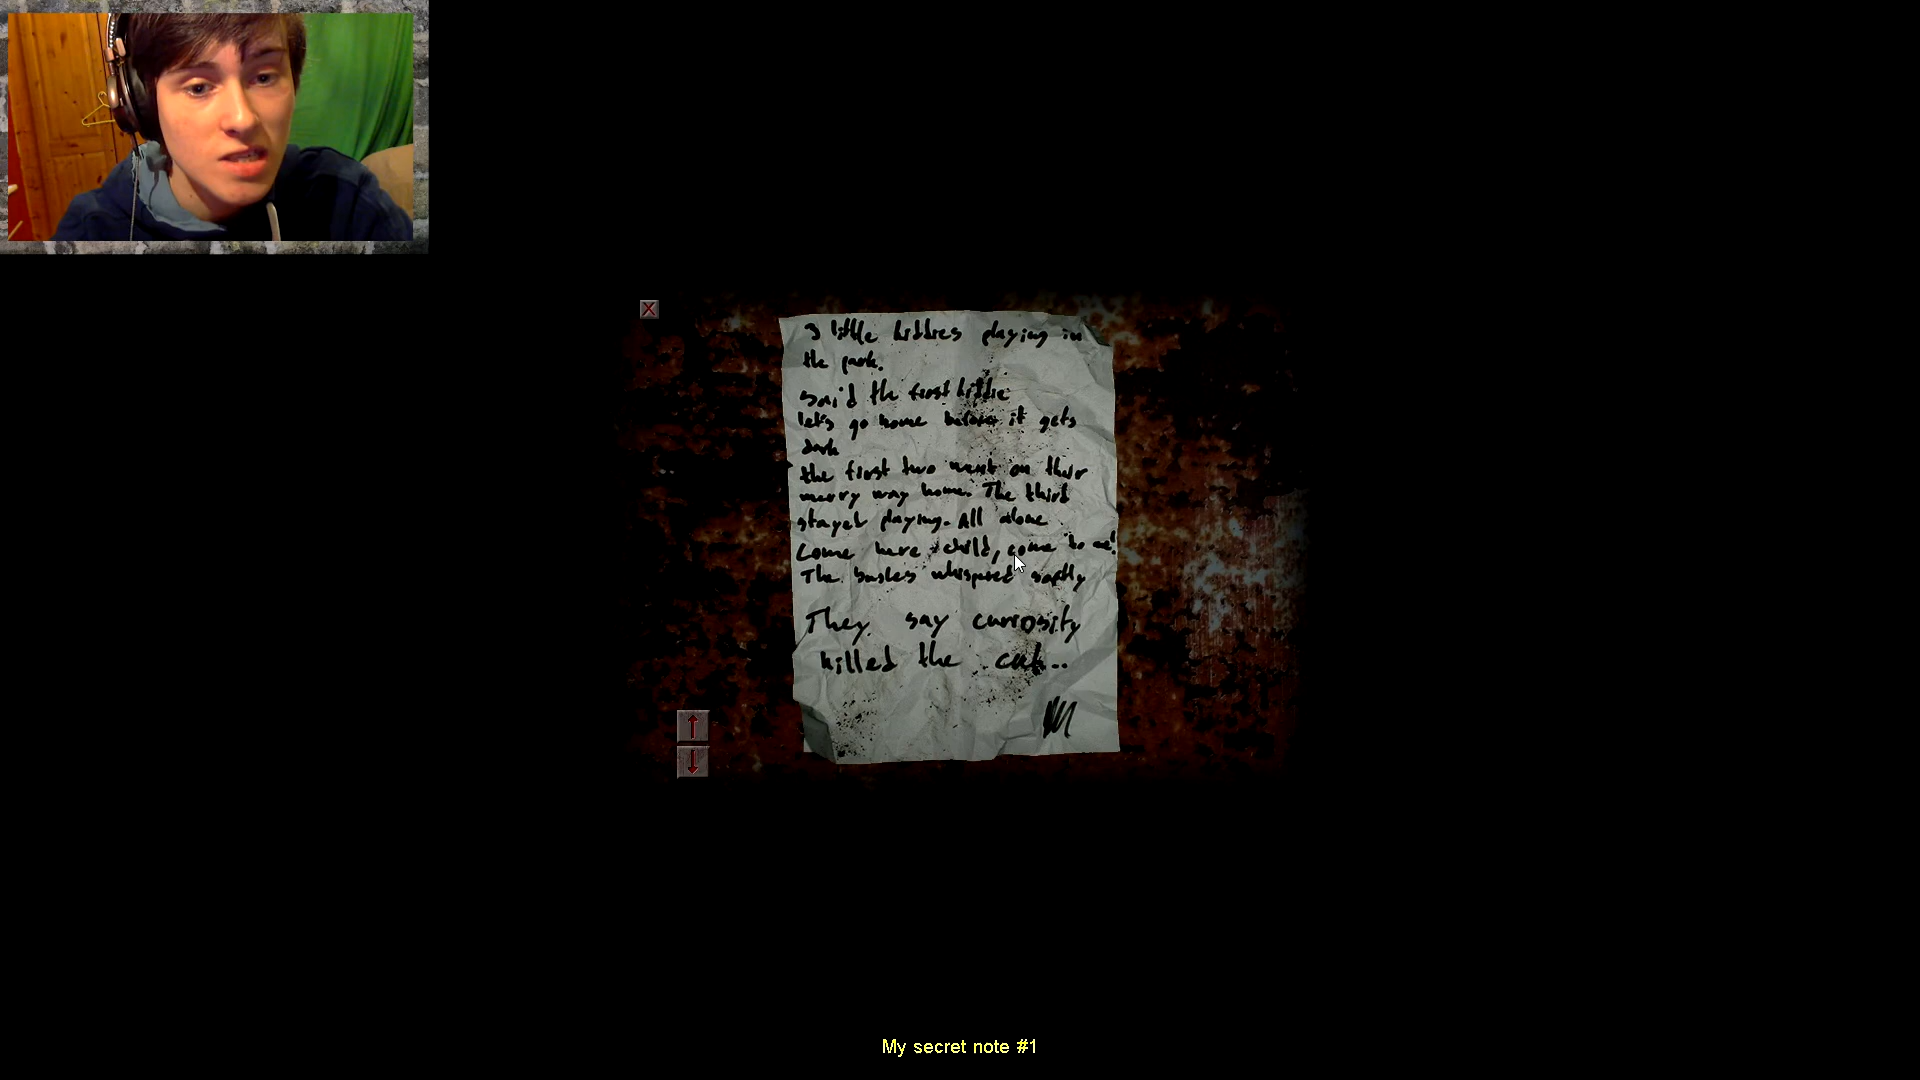 3 little kiddies playing in
the park.
said the first kiddie
let's go home before it gets
dark
the first two went on their
merry way home. The third
stayed playing. All alone
Come here child, come to me!
The bushes whispered softly
They say curiosity
killed the cat..
X
My secret note #1